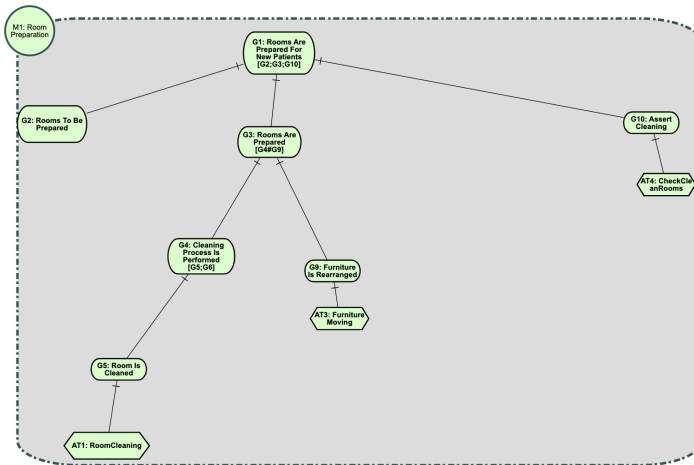 M1: Room
Preparation
G1: Rooms Are
Prepared For
New Patients
[G2;G3;G10]
G2: Rooms To Be
Prepared
G3: Rooms Are
Prepared
[G4#G9]
G10: Assert
Cleaning
AT4: CheckCle
anRooms
G4: Cleaning
Process Is
Performed
[G5;G6]
G9: Furniture
Is Rearranged
AT3: Furniture
Moving
G5: Room Is
Cleaned
AT1: RoomCleaning